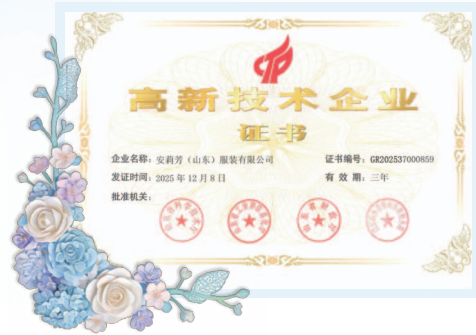 高新技术企业
证书
企业名称：安莉芳（山东）服装有限公司
证书编号：GR202537000859
发证时间：2025年12月8日
有 效 期：三年
批准机关：